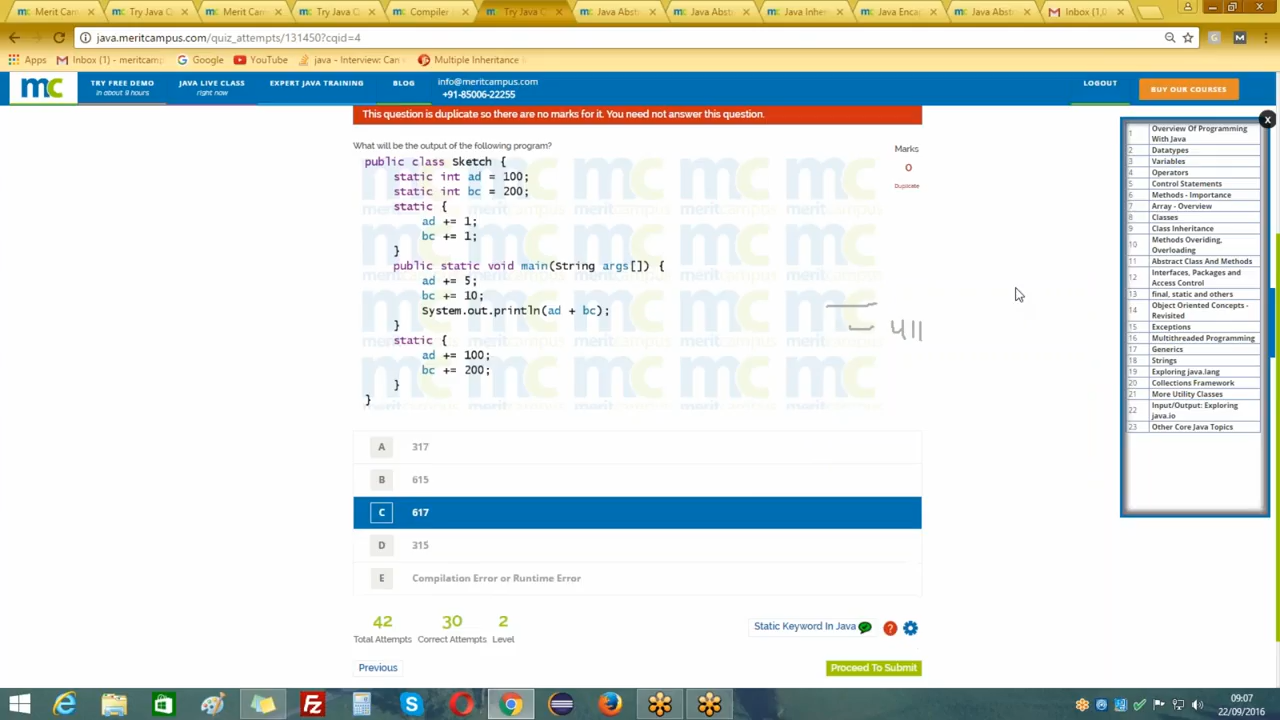 Merit Cam
Try Java C
Merit Cam
Try Java C
Compiler J
Try Java C
Java Abstr
Java Inher
Java Enca
Java Abstr
Inbox (1,0
java.meritcampus.com/quiz_attempts/131450?cqid=4
Apps
Inbox (1) - meritcamp
Google
YouTube
java - Interview: Can
Multiple Inheritance
mc
TRY FREE DEMO
in about 9 hours
JAVA LIVE CLASS
right now
EXPERT JAVA TRAINING
BLOG
info@meritcampus.com
+91-85006-22255
LOGOUT
BUY OUR COURSES
This question is duplicate so there are no marks for it. You need not answer this question.
What will be the output of the following program?
Marks
0
Duplicate
public class Sketch {
static int ad = 100;
static int bc = 200;
static {
ad += 1;
bc += 1;
}
public static void main(String args[]) {
ad += 5;
bc += 10;
System.out.println(ad + bc);
}
static {
ad += 100;
bc += 200;
}
}
411
A 317
B 615
C 617
D 315
E Compilation Error or Runtime Error
42
Total Attempts
30
Correct Attempts
2
Level
Static Keyword In Java
?
Previous
Proceed To Submit
X
1 Overview Of Programming With Java
2 Datatypes
3 Variables
4 Operators
5 Control Statements
6 Methods - Importance
7 Array - Overview
8 Classes
9 Class Inheritance
10 Methods Overiding, Overloading
11 Abstract Class And Methods
12 Interfaces, Packages and Access Control
13 final, static and others
14 Object Oriented Concepts - Revisited
15 Exceptions
16 Multithreaded Programming
17 Generics
18 Strings
19 Exploring java.lang
20 Collections Framework
21 More Utility Classes
22 Input/Output: Exploring java.io
23 Other Core Java Topics
09:07
22/09/2016